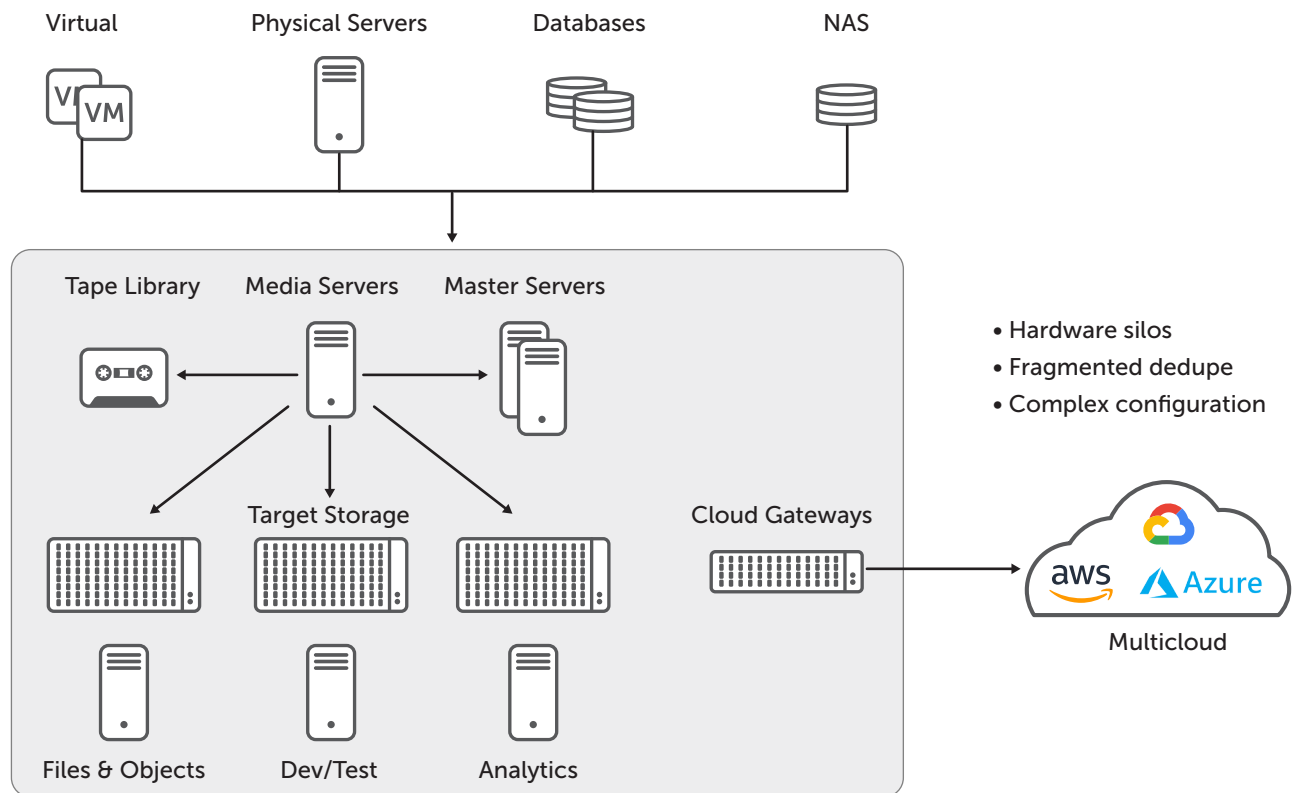 Virtual
Physical Servers
Databases
NAS
VM
VM
Tape Library
Media Servers
Master Servers
• Hardware silos
• Fragmented dedupe
• Complex configuration
Target Storage
Cloud Gateways
aws
Azure
Multicloud
Files & Objects
Dev/Test
Analytics